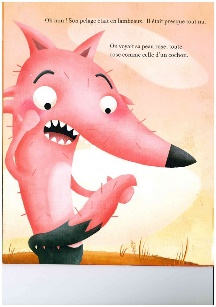 Oh non ! Son pelage était en lambeaux. Il était presque tout nu.
On voyait sa peau rose, toute
rose comme celle d'un cochon.